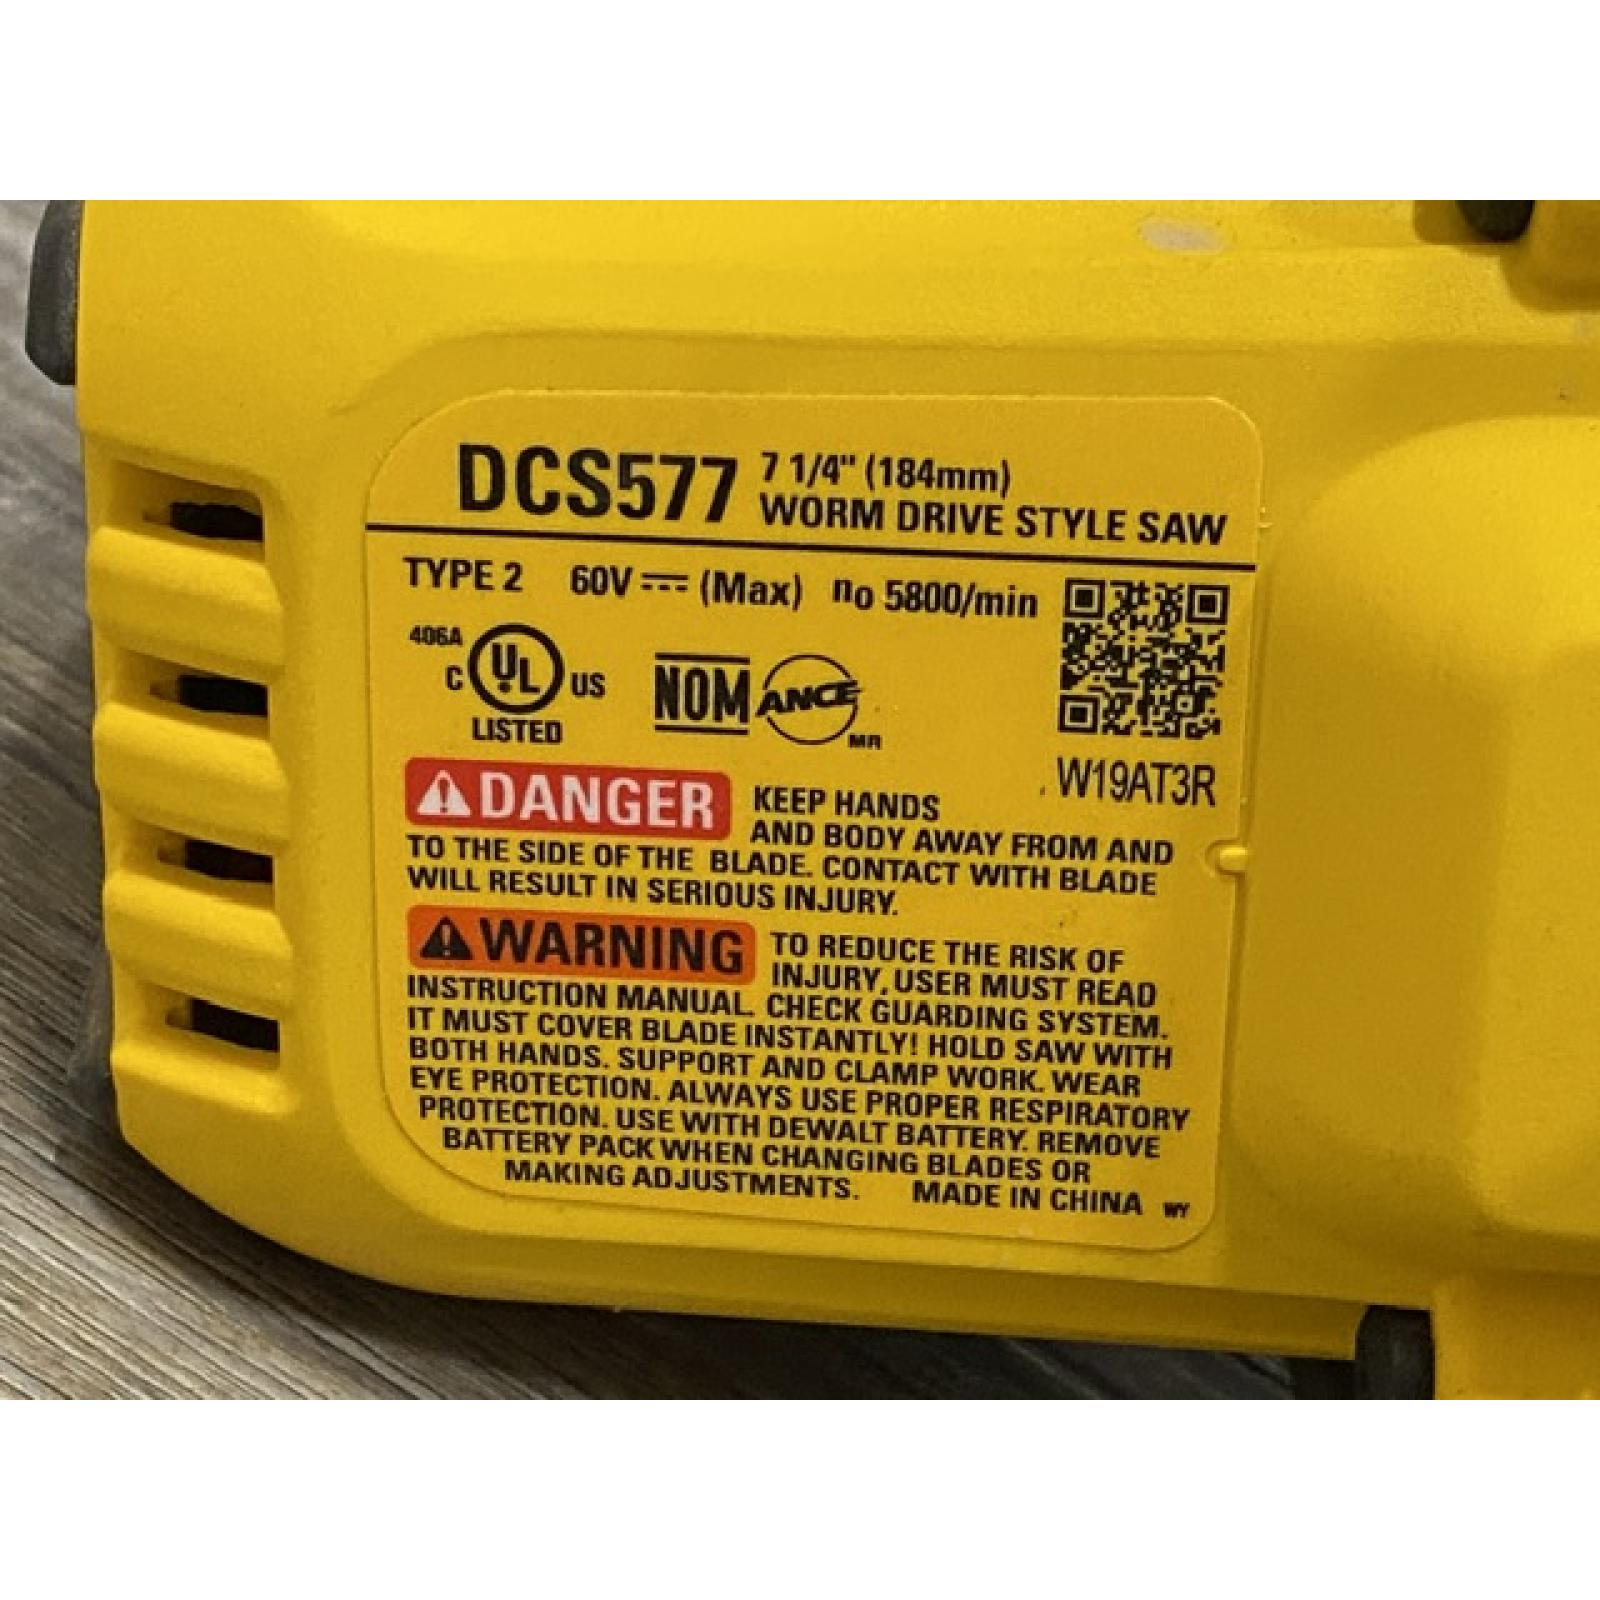 DCS577 7 1/4" (184mm)
WORM DRIVE STYLE SAW
TYPE 2 60V (Max) no 5800/min
406A
C UL US
LISTED
NOM ANCE MR
W19AT3R
DANGER KEEP HANDS
AND BODY AWAY FROM AND
TO THE SIDE OF THE BLADE. CONTACT WITH BLADE
WILL RESULT IN SERIOUS INJURY.
WARNING TO REDUCE THE RISK OF
INJURY, USER MUST READ
INSTRUCTION MANUAL. CHECK GUARDING SYSTEM.
IT MUST COVER BLADE INSTANTLY! HOLD SAW WITH
BOTH HANDS. SUPPORT AND CLAMP WORK. WEAR
EYE PROTECTION. ALWAYS USE PROPER RESPIRATORY
PROTECTION. USE WITH DEWALT BATTERY. REMOVE
BATTERY PACK WHEN CHANGING BLADES OR
MAKING ADJUSTMENTS. MADE IN CHINA WY